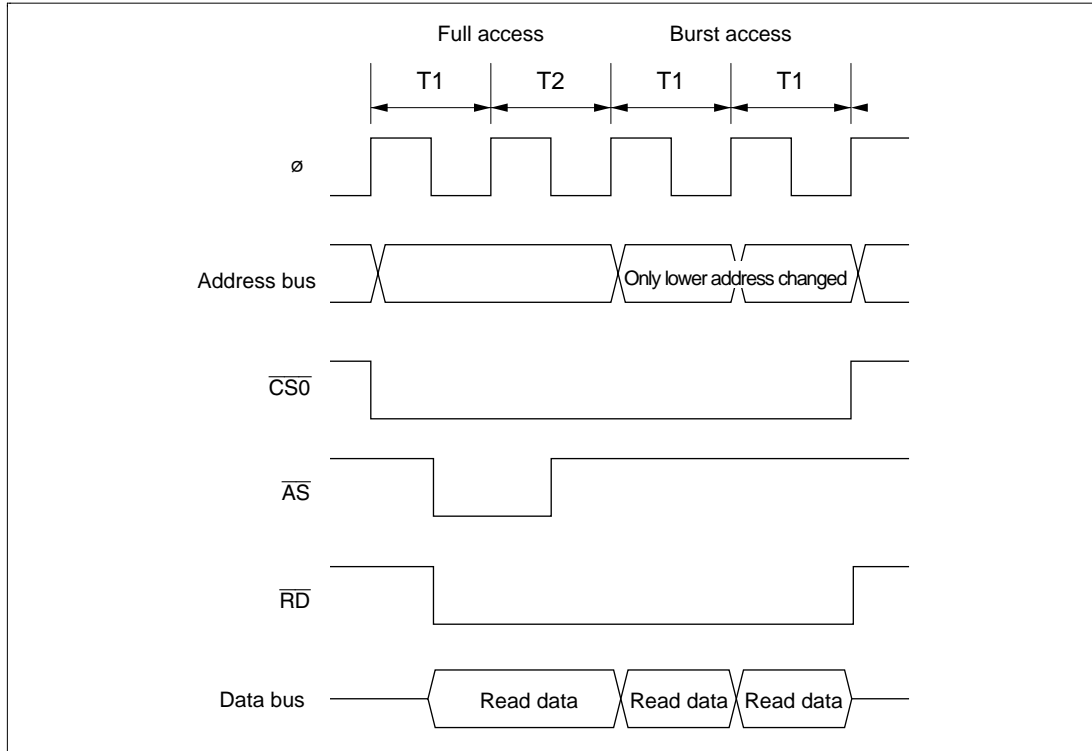 Full access Burst access
T1 T2 T1 T1
ø
Address bus Only lower address changed
CS0
AS
RD
Data bus Read data Read data Read data